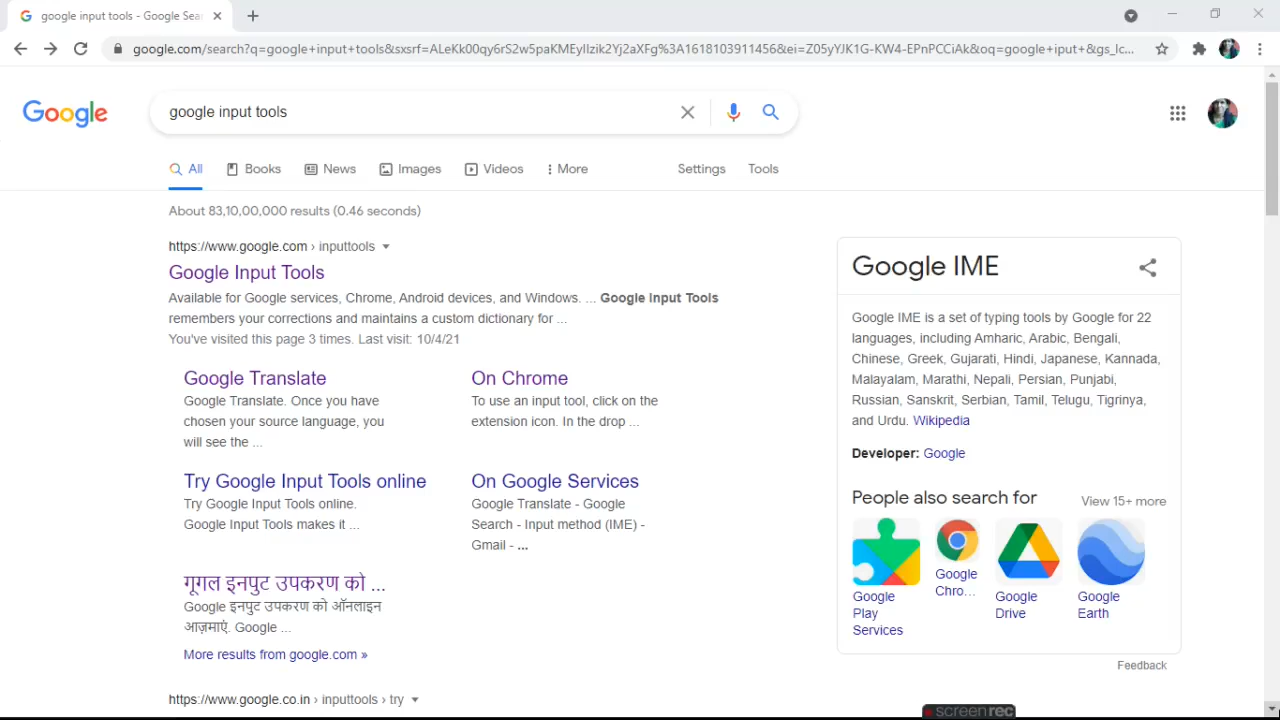 google input tools - Google Sea
google.com/search?q=google+input+tools&sxsrf=ALeKk00qy6rS2w5paKMEyIlzik2Yj2aXFg%3A1618103911456&ei=Z05yYJK1G-KW4-EPnPCCiAk&oq=google+iput+&gs_lc...
Google
google input tools
All
Books
News
Images
Videos
More
Settings
Tools
About 83,10,00,000 results (0.46 seconds)
https://www.google.com › inputtools
Google Input Tools
Available for Google services, Chrome, Android devices, and Windows. ... Google Input Tools
remembers your corrections and maintains a custom dictionary for ...
You've visited this page 3 times. Last visit: 10/4/21
Google Translate
Google Translate. Once you have
chosen your source language, you
will see the ...
On Chrome
To use an input tool, click on the
extension icon. In the drop ...
Try Google Input Tools online
Try Google Input Tools online.
Google Input Tools makes it ...
On Google Services
Google Translate - Google
Search - Input method (IME) -
Gmail - ...
गूगल इनपुट उपकरण को ...
Google इनपुट उपकरण को ऑनलाइन
आज़माएं. Google ...
More results from google.com »
https://www.google.co.in › inputtools › try
Google IME
Google IME is a set of typing tools by Google for 22
languages, including Amharic, Arabic, Bengali,
Chinese, Greek, Gujarati, Hindi, Japanese, Kannada,
Malayalam, Marathi, Nepali, Persian, Punjabi,
Russian, Sanskrit, Serbian, Tamil, Telugu, Tigrinya,
and Urdu. Wikipedia
Developer: Google
People also search for
View 15+ more
Google
Play
Services
Google
Chro...
Google
Drive
Google
Earth
Feedback
screenrec